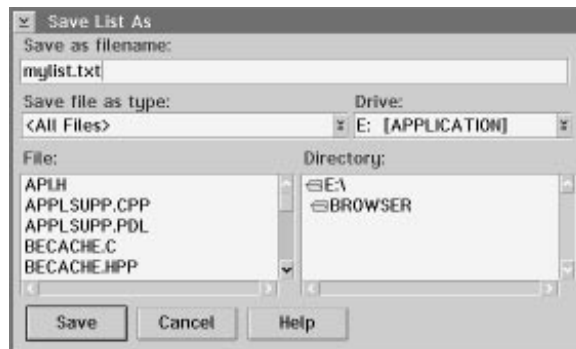 Save List As
Save as filename:
mylist.txt
Save file as type:
Drive:
<All Files>
E: [APPLICATION]
File:
Directory:
API.H
APPLSUPP.CPP
APPLSUPP.PDL
BECACHE.C
BECACHE.HPP
E:\
BROWSER
Save
Cancel
Help